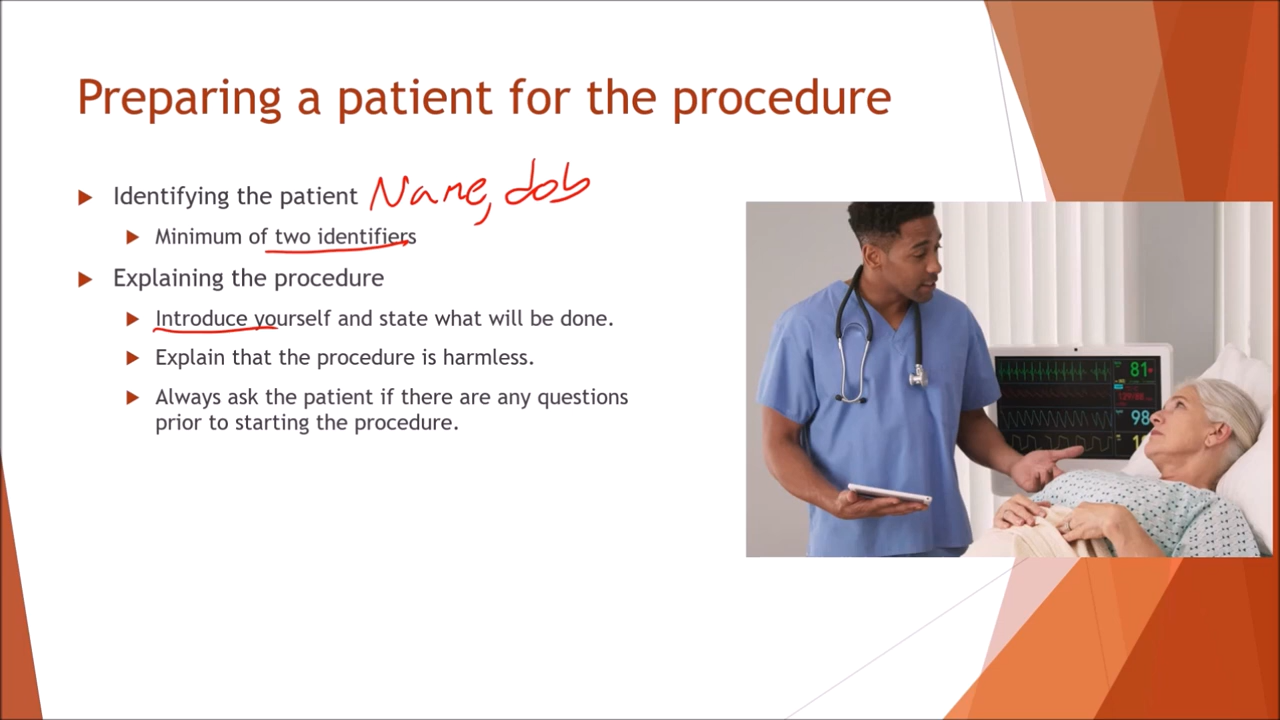 Preparing a patient for the procedure
Identifying the patient Name, dob
Minimum of two identifiers
Explaining the procedure
Introduce yourself and state what will be done.
Explain that the procedure is harmless.
Always ask the patient if there are any questions
prior to starting the procedure.
81
98